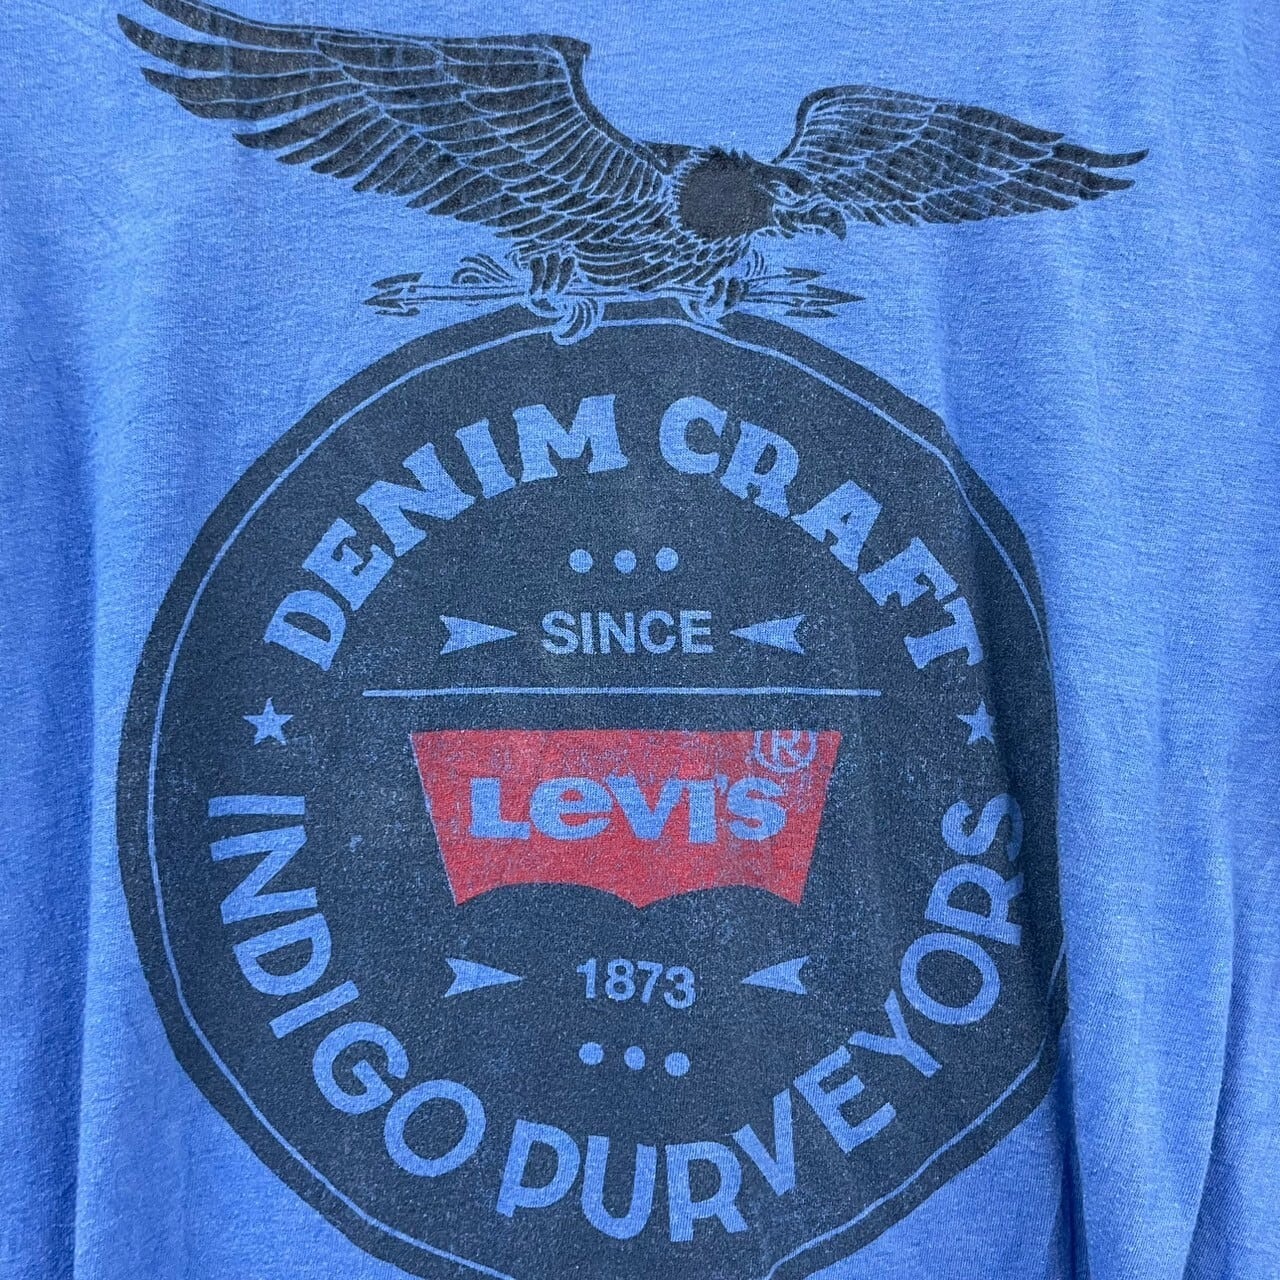 DENIM CRAFT
SINCE
Levi's®
1873
INDIGO PURVEYORS